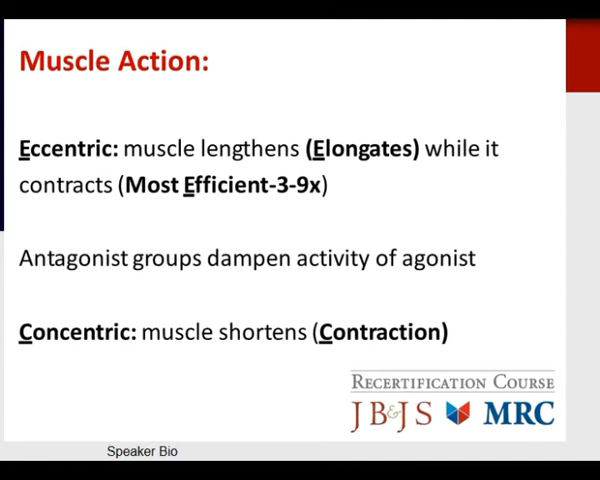 Muscle Action:
Eccentric: muscle lengthens (Elongates) while it
contracts (Most Efficient-3-9x)
Antagonist groups dampen activity of agonist
Concentric: muscle shortens (Contraction)
RECERTIFICATION COURSE
JB&JS MRC
Speaker Bio